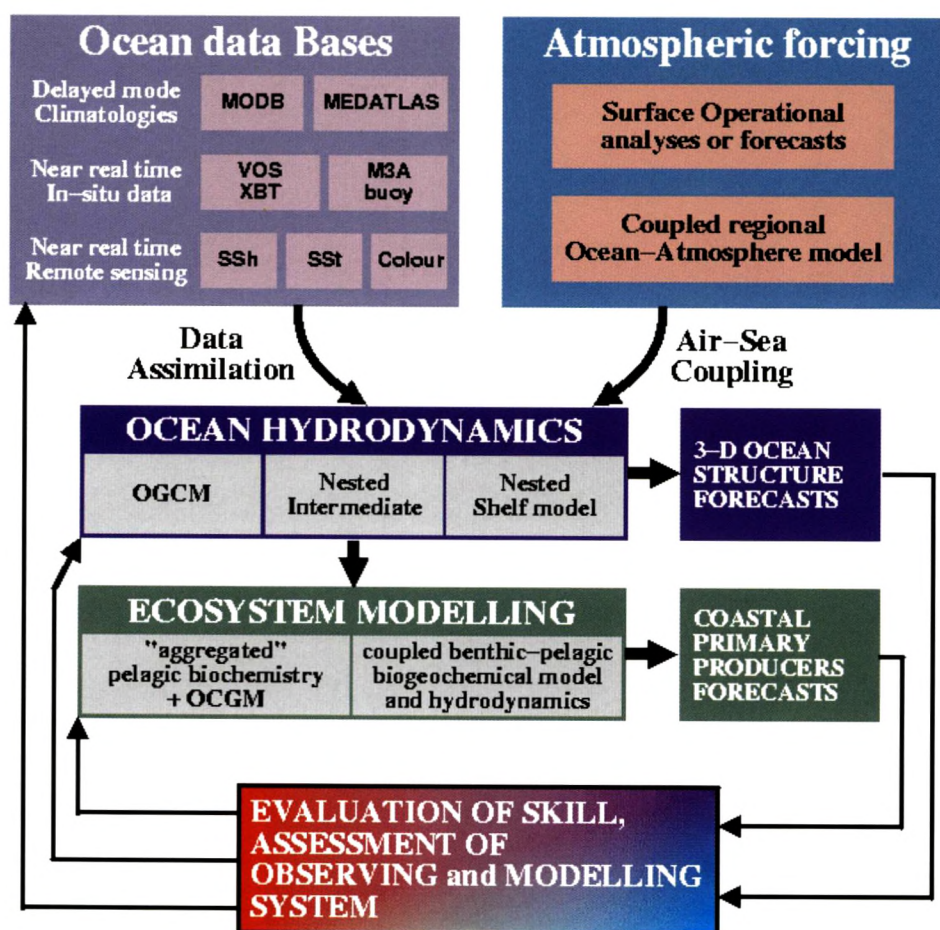 Ocean data Bases
Delayed mode
Climatologies
MODB
MEDATLAS
Near real time
In-situ data
VOS
XBT
M3A
buoy
Near real time
Remote sensing
SSh
SSt
Colour
Atmospheric forcing
Surface Operational
analyses or forecasts
Coupled regional
Ocean-Atmosphere model
Data
Assimilation
Air-Sea
Coupling
OCEAN HYDRODYNAMICS
OGCM
Nested
Intermediate
Nested
Shelf model
3-D OCEAN
STRUCTURE
FORECASTS
ECOSYSTEM MODELLING
"aggregated"
pelagic biochemistry
+ OCGM
coupled benthic-pelagic
biogeochemical model
and hydrodynamics
COASTAL
PRIMARY
PRODUCERS
FORECASTS
EVALUATION OF SKILL,
ASSESSMENT OF
OBSERVING and MODELLING
SYSTEM